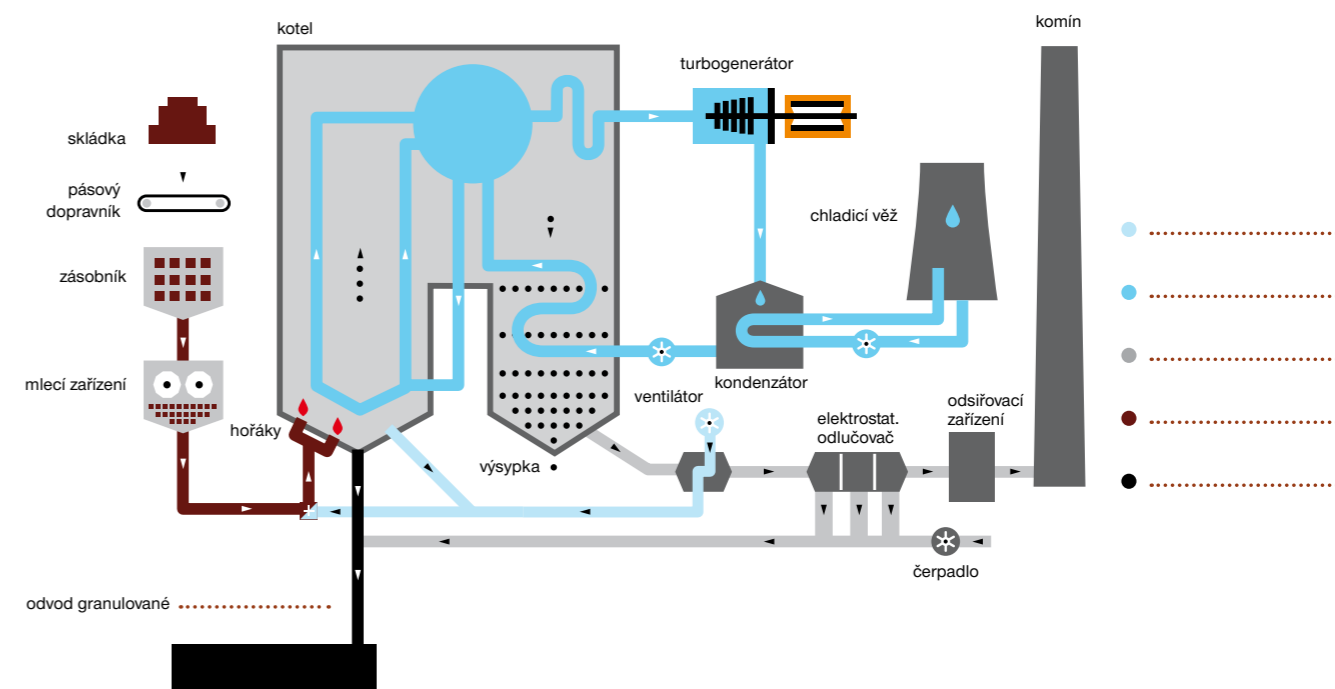 kotel
komín
turbogenerátor
skládka
pásový
dopravník
chladicí věž
zásobník
mlecí zařízení
kondenzátor
ventilátor
hořáky
elektrostat.
odlučovač
odsiřovací
zařízení
výsypka
čerpadlo
odvod granulované